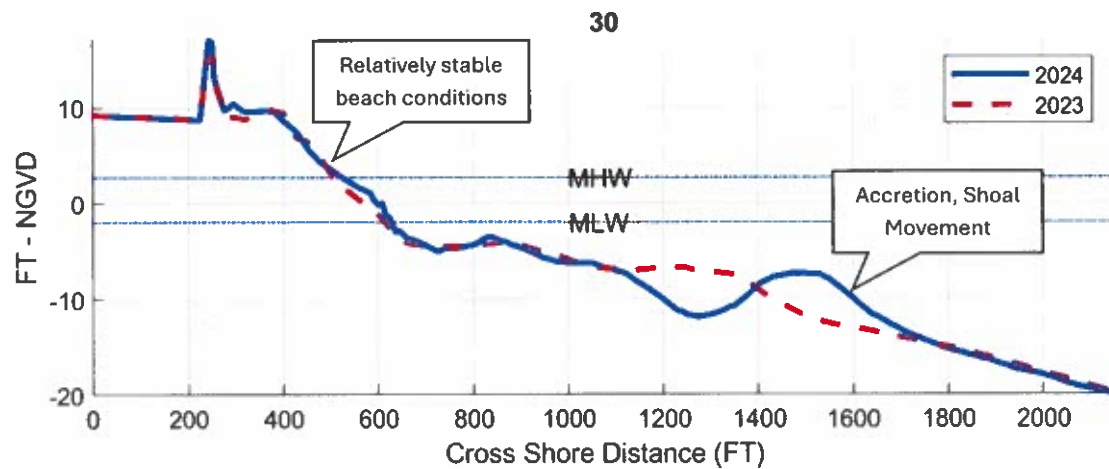 30
Relatively stable
beach conditions
2024
2023
MHW
MLW
Accretion, Shoal
Movement
FT - NGVD
10
0
-10
-20
0 200 400 600 800 1000 1200 1400 1600 1800 2000
Cross Shore Distance (FT)